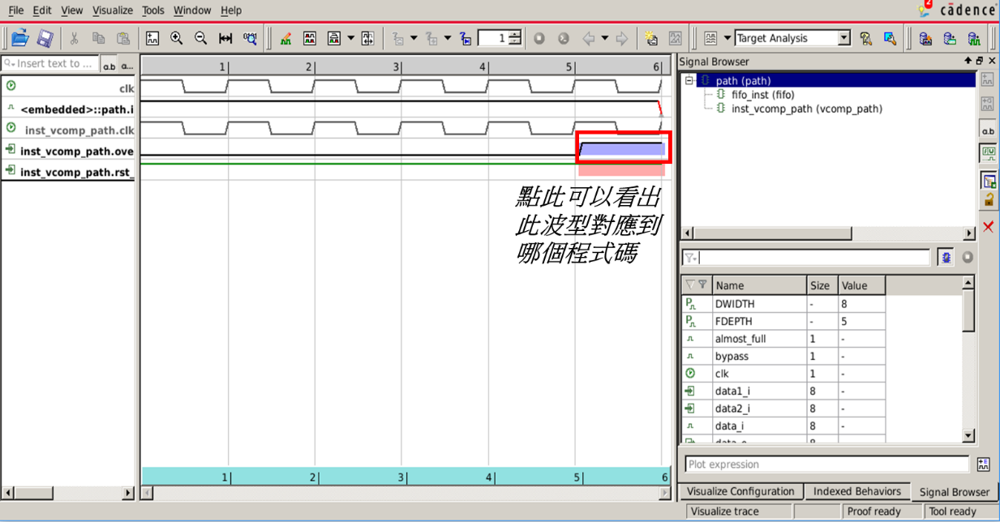 File Edit View Visualize Tools Window Help
2
cādence
1
Target Analysis
Insert text to ...
a.b
a...
1 2 3 4 5 6
clk
<embedded>::path.i
inst_vcomp_path.clk
inst_vcomp_path.ove
inst_vcomp_path.rst_
點此可以看出
此波型對應到
哪個程式碼
1 2 3 4 5 6
Signal Browser
path (path)
fifo_inst (fifo)
inst_vcomp_path (vcomp_path)
a.b
Name Size Value
DWIDTH - 8
FDEPTH - 5
almost_full 1 -
bypass 1 -
clk 1 -
data1_i 8 -
data2_i 8 -
data_i 8 -
Plot expression
Visualize Configuration Indexed Behaviors Signal Browser
Visualize trace Proof ready Tool ready